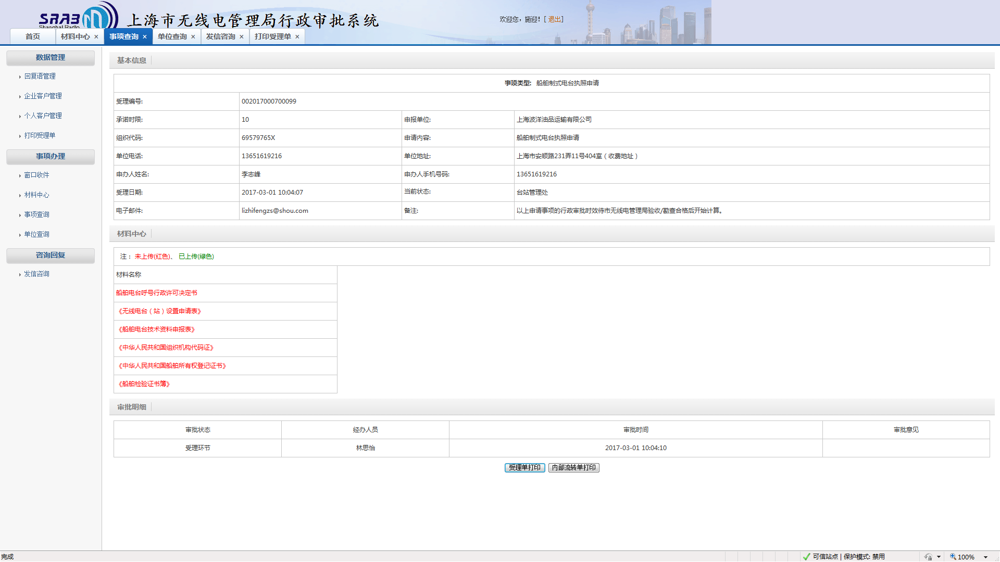 SRAB
Shanghai Radio
上海市无线电管理局行政审批系统
欢迎您，施迎！[ 退出]
首页 材料中心 × 事项查询 × 单位查询 × 发信咨询 × 打印受理单 ×
数据管理
回复语管理
企业客户管理
个人客户管理
打印受理单
事项办理
窗口收件
材料中心
事项查询
单位查询
咨询回复
发信咨询
基本信息
事项类型: 船舶制式电台执照申请
受理编号: 002017000700099
承诺时限: 10 申报单位: 上海波洋油品运输有限公司
组织代码: 69579765X 申请内容: 船舶制式电台执照申请
单位电话: 13651619216 单位地址: 上海市安顺路231弄11号404室（收费地址）
申办人姓名: 李志峰 申办人手机号码: 13651619216
受理日期: 2017-03-01 10:04:07 当前状态: 台站管理处
电子邮件: lizhifengzs@shou.com 备注: 以上申请事项的行政审批时效待市无线电管理局验收/勘查合格后开始计算。
材料中心
注： 未上传(红色)、 已上传(绿色)
材料名称
船舶电台呼号行政许可决定书
《无线电台（站）设置申请表》
《船舶电台技术资料申报表》
《中华人民共和国组织机构代码证》
《中华人民共和国船舶所有权登记证书》
《船舶检验证书簿》
审批明细
审批状态 经办人员 审批时间 审批意见
受理环节 林思怡 2017-03-01 10:04:10
受理单打印 内部流转单打印
完成 可信站点 | 保护模式: 禁用 100%